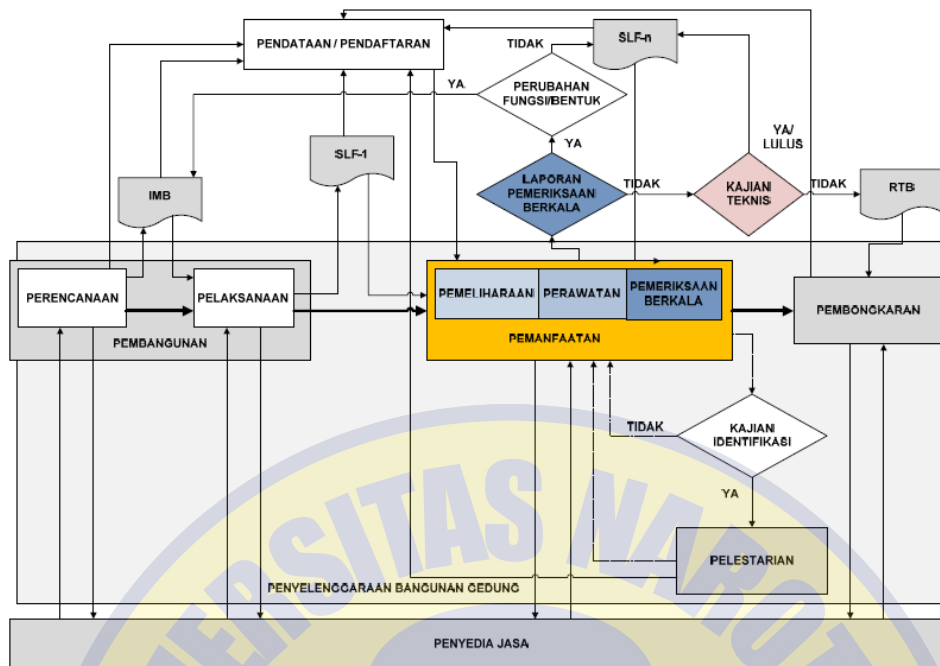 PENDATAAN / PENDAFTARAN
TIDAK
SLF-n
YA
PERUBAHAN
FUNGSI/BENTUK
YA/
LULUS
SLF-1
YA
IMB
LAPORAN
PEMERIKSAAN
BERKALA
TIDAK
KAJIAN
TEKNIS
TIDAK
RTB
PERENCANAAN
PELAKSANAAN
PEMELIHARAAN
PERAWATAN
PEMERIKSAAN
BERKALA
PEMBONGKARAN
PEMBANGUNAN
PEMANFAATAN
TIDAK
KAJIAN
IDENTIFIKASI
YA
PELESTARIAN
PENYELENGGARAAN BANGUNAN GEDUNG
PENYEDIA JASA
ERSITAS NAROT